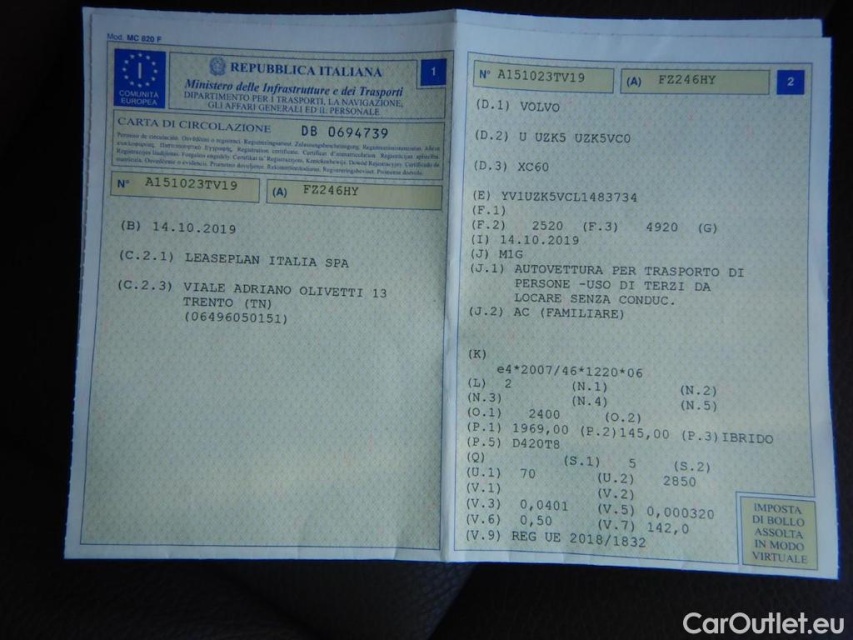 Mod. MC 820 F
I
COMUNITÀ
EUROPEA
REPUBBLICA ITALIANA
Ministero delle Infrastrutture e dei Trasporti
DIPARTIMENTO PER I TRASPORTI, LA NAVIGAZIONE,
GLI AFFARI GENERALI ED IL PERSONALE
1
CARTA DI CIRCOLAZIONE DB 0694739
N° A151023TV19 (A) FZ246HY
(B) 14.10.2019
(C.2.1) LEASEPLAN ITALIA SPA
(C.2.3) VIALE ADRIANO OLIVETTI 13
TRENTO (TN)
(06496050151)
N° A151023TV19 (A) FZ246HY 2
(D.1) VOLVO
(D.2) U UZK5 UZK5VC0
(D.3) XC60
(E) YV1UZK5VCL1483734
(F.1)
(F.2) 2520 (F.3) 4920 (G)
(I) 14.10.2019
(J) M1G
(J.1) AUTOVETTURA PER TRASPORTO DI
PERSONE -USO DI TERZI DA
LOCARE SENZA CONDUC.
(J.2) AC (FAMILIARE)
(K)
e4*2007/46*1220*06
(L) 2 (N.1) (N.2)
(N.3) (N.4) (N.5)
(O.1) 2400 (O.2)
(P.1) 1969,00 (P.2)145,00 (P.3)IBRIDO
(P.5) D420T8
(Q) (S.1) 5 (S.2)
(U.1) 70 (U.2) 2850
(V.1) (V.2)
(V.3) 0,0401 (V.5) 0,000320
(V.6) 0,50 (V.7) 142,0
(V.9) REG UE 2018/1832
IMPOSTA
DI BOLLO
ASSOLTA
IN MODO
VIRTUALE
CarOutlet.eu